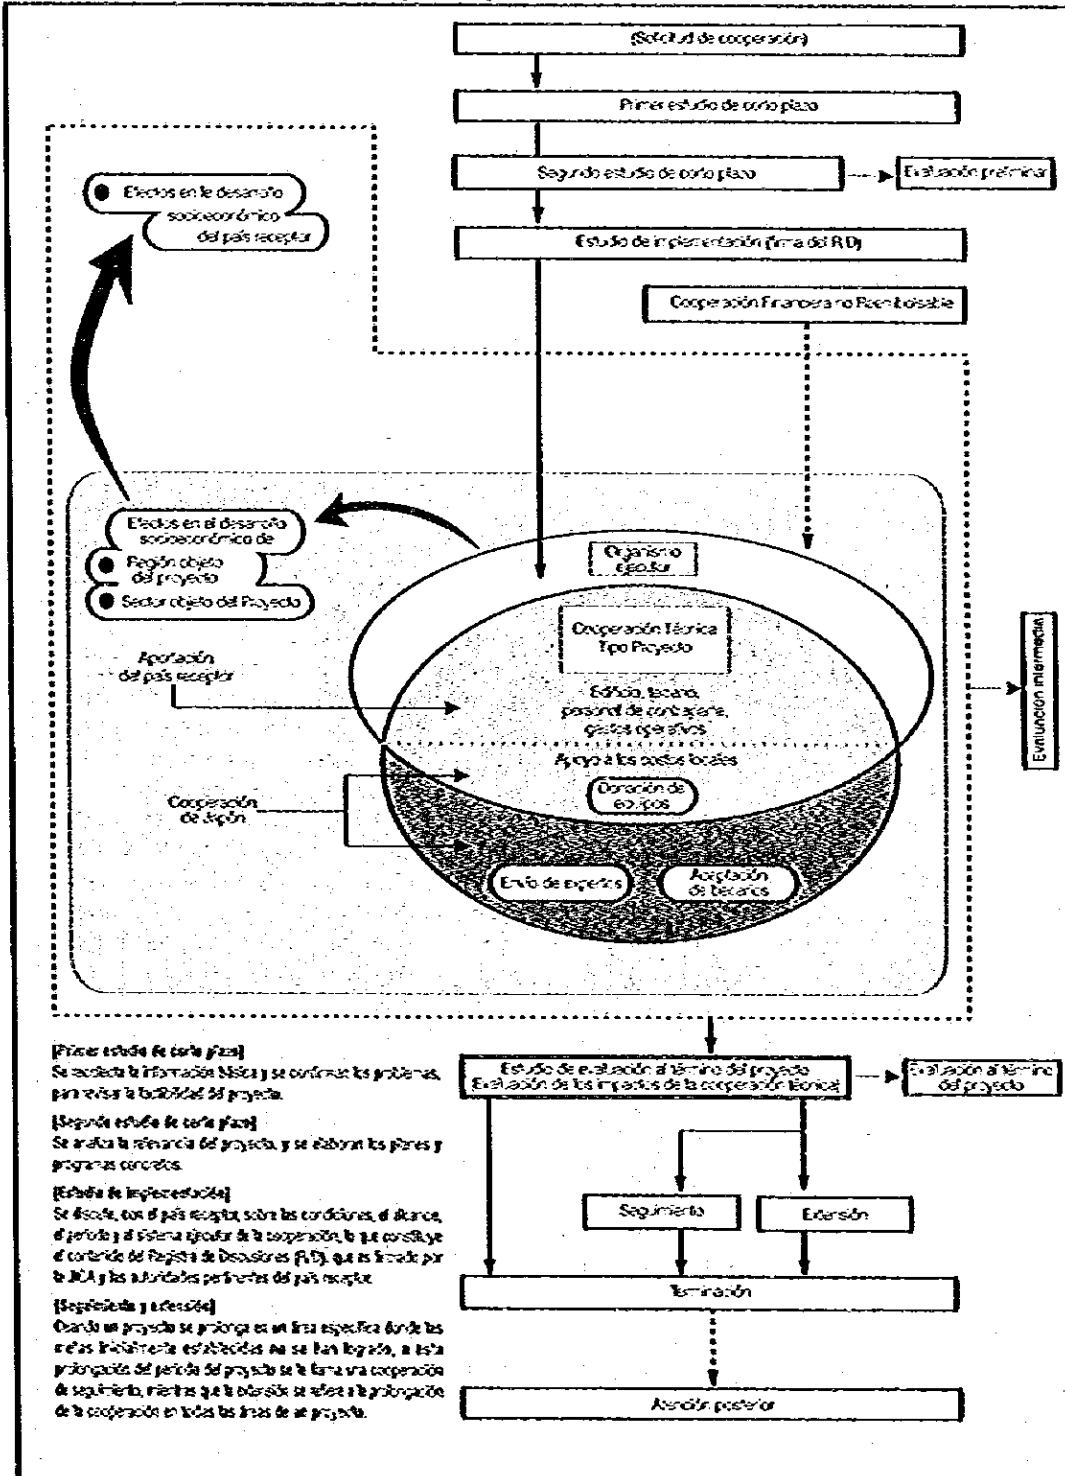 (Solicitud de cooperación)
Primer estudio de corto plazo
Segundo estudio de corto plazo
Evaluación preliminar
Estudio de implementación (firma del R/D)
Cooperación Financiera no Reembolsable
Efectos en le desarrollo
socioeconómico
del país receptor
Efectos en el desarrollo
socioeconómico de
Región objeto
del proyecto
Sector objeto del Proyecto
Organismo
ejecutor
Cooperación Técnica
Tipo Proyecto
Aportación
del país receptor
Edificio, terreno,
personal de contraparte,
gastos operativos
Apoyo a los costos locales
Donación de
equipos
Cooperación
de Japón
Envío de expertos
Aceptación
de becarios
Evaluación intermedia
Estudio de evaluación al término del proyecto
(Evaluación de los impactos de la cooperación técnica)
Evaluación al término
del proyecto
Seguimiento
Extensión
Terminación
Atención posterior
[Primer estudio de corto plazo]
Se recolecta la información básica y se confirman los problemas,
para revisar la factibilidad del proyecto.
[Segundo estudio de corto plazo]
Se analiza la relevancia del proyecto, y se elaboran los planes y
programas concretos.
[Estudio de implementación]
Se discute, con el país receptor, sobre las condiciones, el alcance,
el período y el sistema ejecutor de la cooperación, lo que constituye
el contenido del Registro de Discusiones (R/D), que es firmado por
la JICA y las autoridades pertinentes del país receptor.
[Seguimiento y extensión]
Cuando un proyecto se prolonga en un área específica donde las
metas inicialmente establecidas no se han logrado, a esta
prolongación del período del proyecto se le llama una cooperación
de seguimiento, mientras que la extensión se refiere a la prolongación
de la cooperación en todas las áreas de un proyecto.